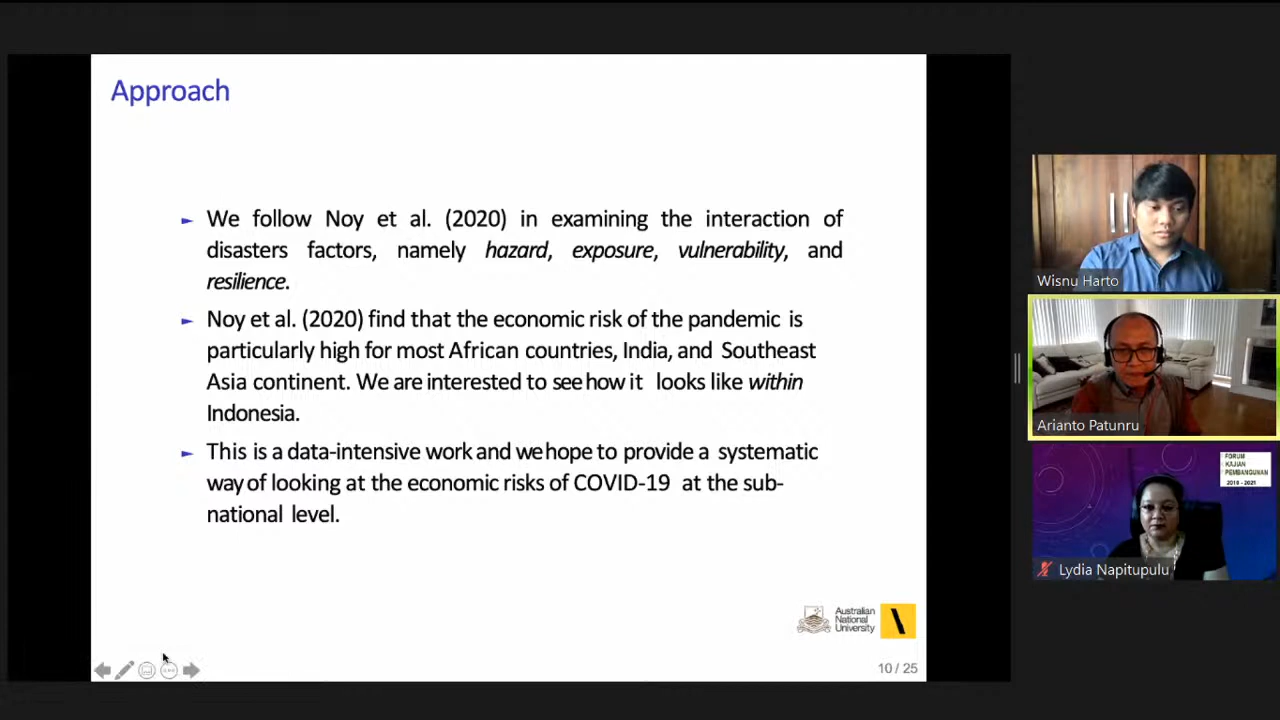 Approach
► We follow Noy et al. (2020) in examining the interaction of
disasters factors, namely hazard, exposure, vulnerability, and
resilience.
► Noy et al. (2020) find that the economic risk of the pandemic is
particularly high for most African countries, India, and Southeast
Asia continent. We are interested to see how it looks like within
Indonesia.
► This is a data-intensive work and we hope to provide a systematic
way of looking at the economic risks of COVID-19 at the sub-
national level.
Australian
National
University
10 / 25
Wisnu Harto
Arianto Patunru
FORUM
KAJIAN
PEMBANGUNAN
2016 - 2021
Lydia Napitupulu